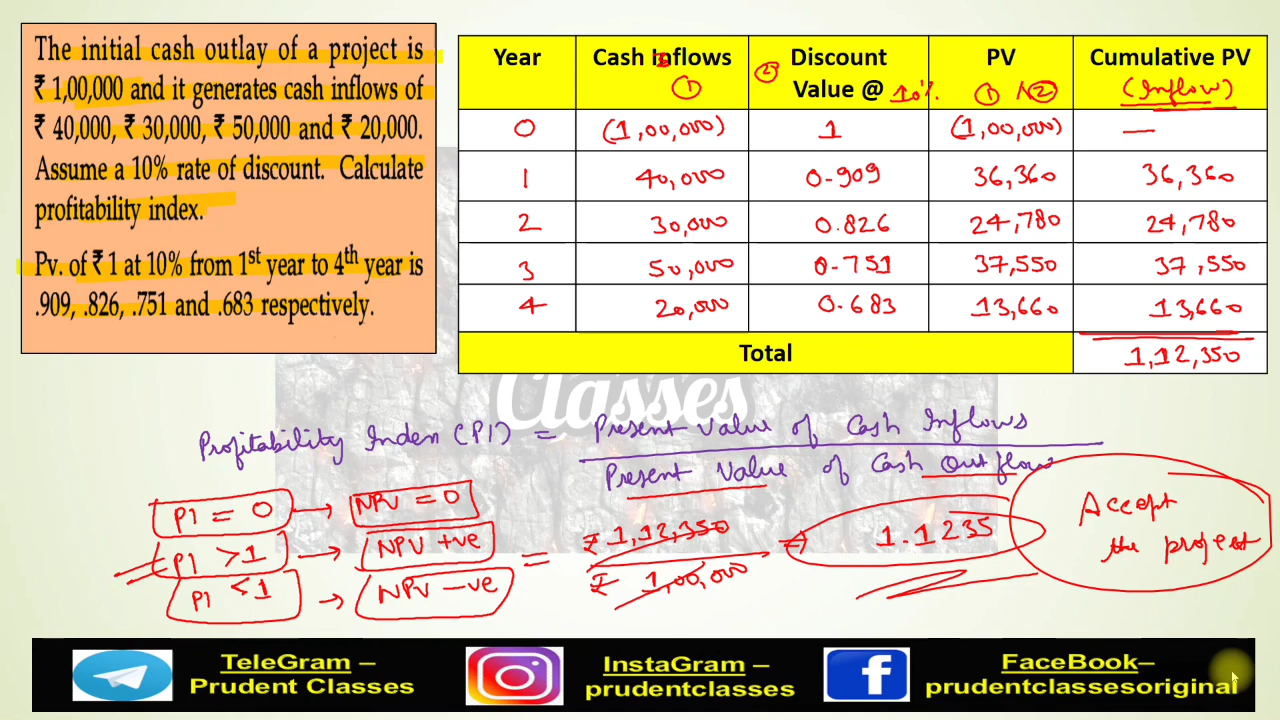 The initial cash outlay of a project is
₹ 1,00,000 and it generates cash inflows of
₹ 40,000, ₹ 30,000, ₹ 50,000 and ₹ 20,000.
Assume a 10% rate of discount. Calculate
profitability index.
Pv. of ₹ 1 at 10% from 1st year to 4th year is
.909, .826, .751 and .683 respectively.
Year Cash Inflows ① ② Discount Value @ 10% PV ① × ② Cumulative PV (Inflow)
0 (1,00,000) 1 (1,00,000) —
1 40,000 0.909 36,360 36,360
2 30,000 0.826 24,780 24,780
3 50,000 0.751 37,550 37,550
4 20,000 0.683 13,660 13,660
Total 1,12,350
Classes
Profitability Index (PI) = Present Value of Cash Inflows
Present Value of Cash Outflow
PI = 0 → NPV = 0
PI > 1 → NPV +ve
PI < 1 → NPV -ve
= ₹ 1,12,350
₹ 1,00,000
⇒ 1.1235
Accept
the project
TeleGram –
Prudent Classes
InstaGram –
prudentclasses
FaceBook–
prudentclassesoriginal